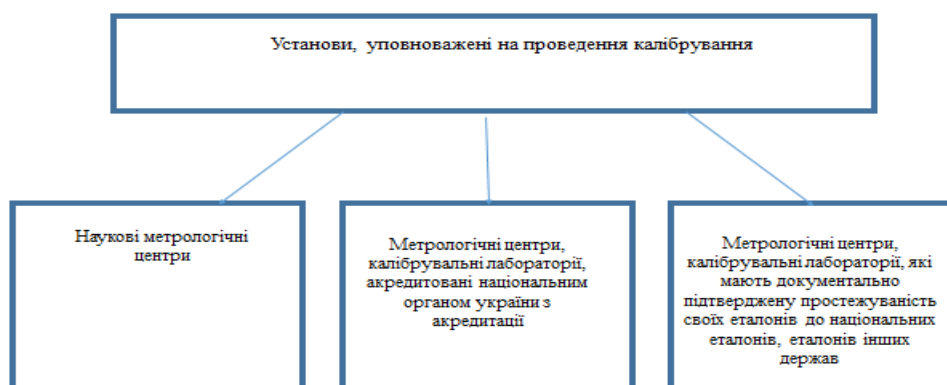 Установи, уповноважені на проведення калібрування
Наукові метрологічні
центри
Метрологічні центри,
калібрувальні лабораторії,
акредитовані національним
органом україни з
акредитації
Метрологічні центри,
калібрувальні лабораторії, які
мають документально
підтверджену простежуваність
своїх еталонів до національних
еталонів, еталонів інших
держав